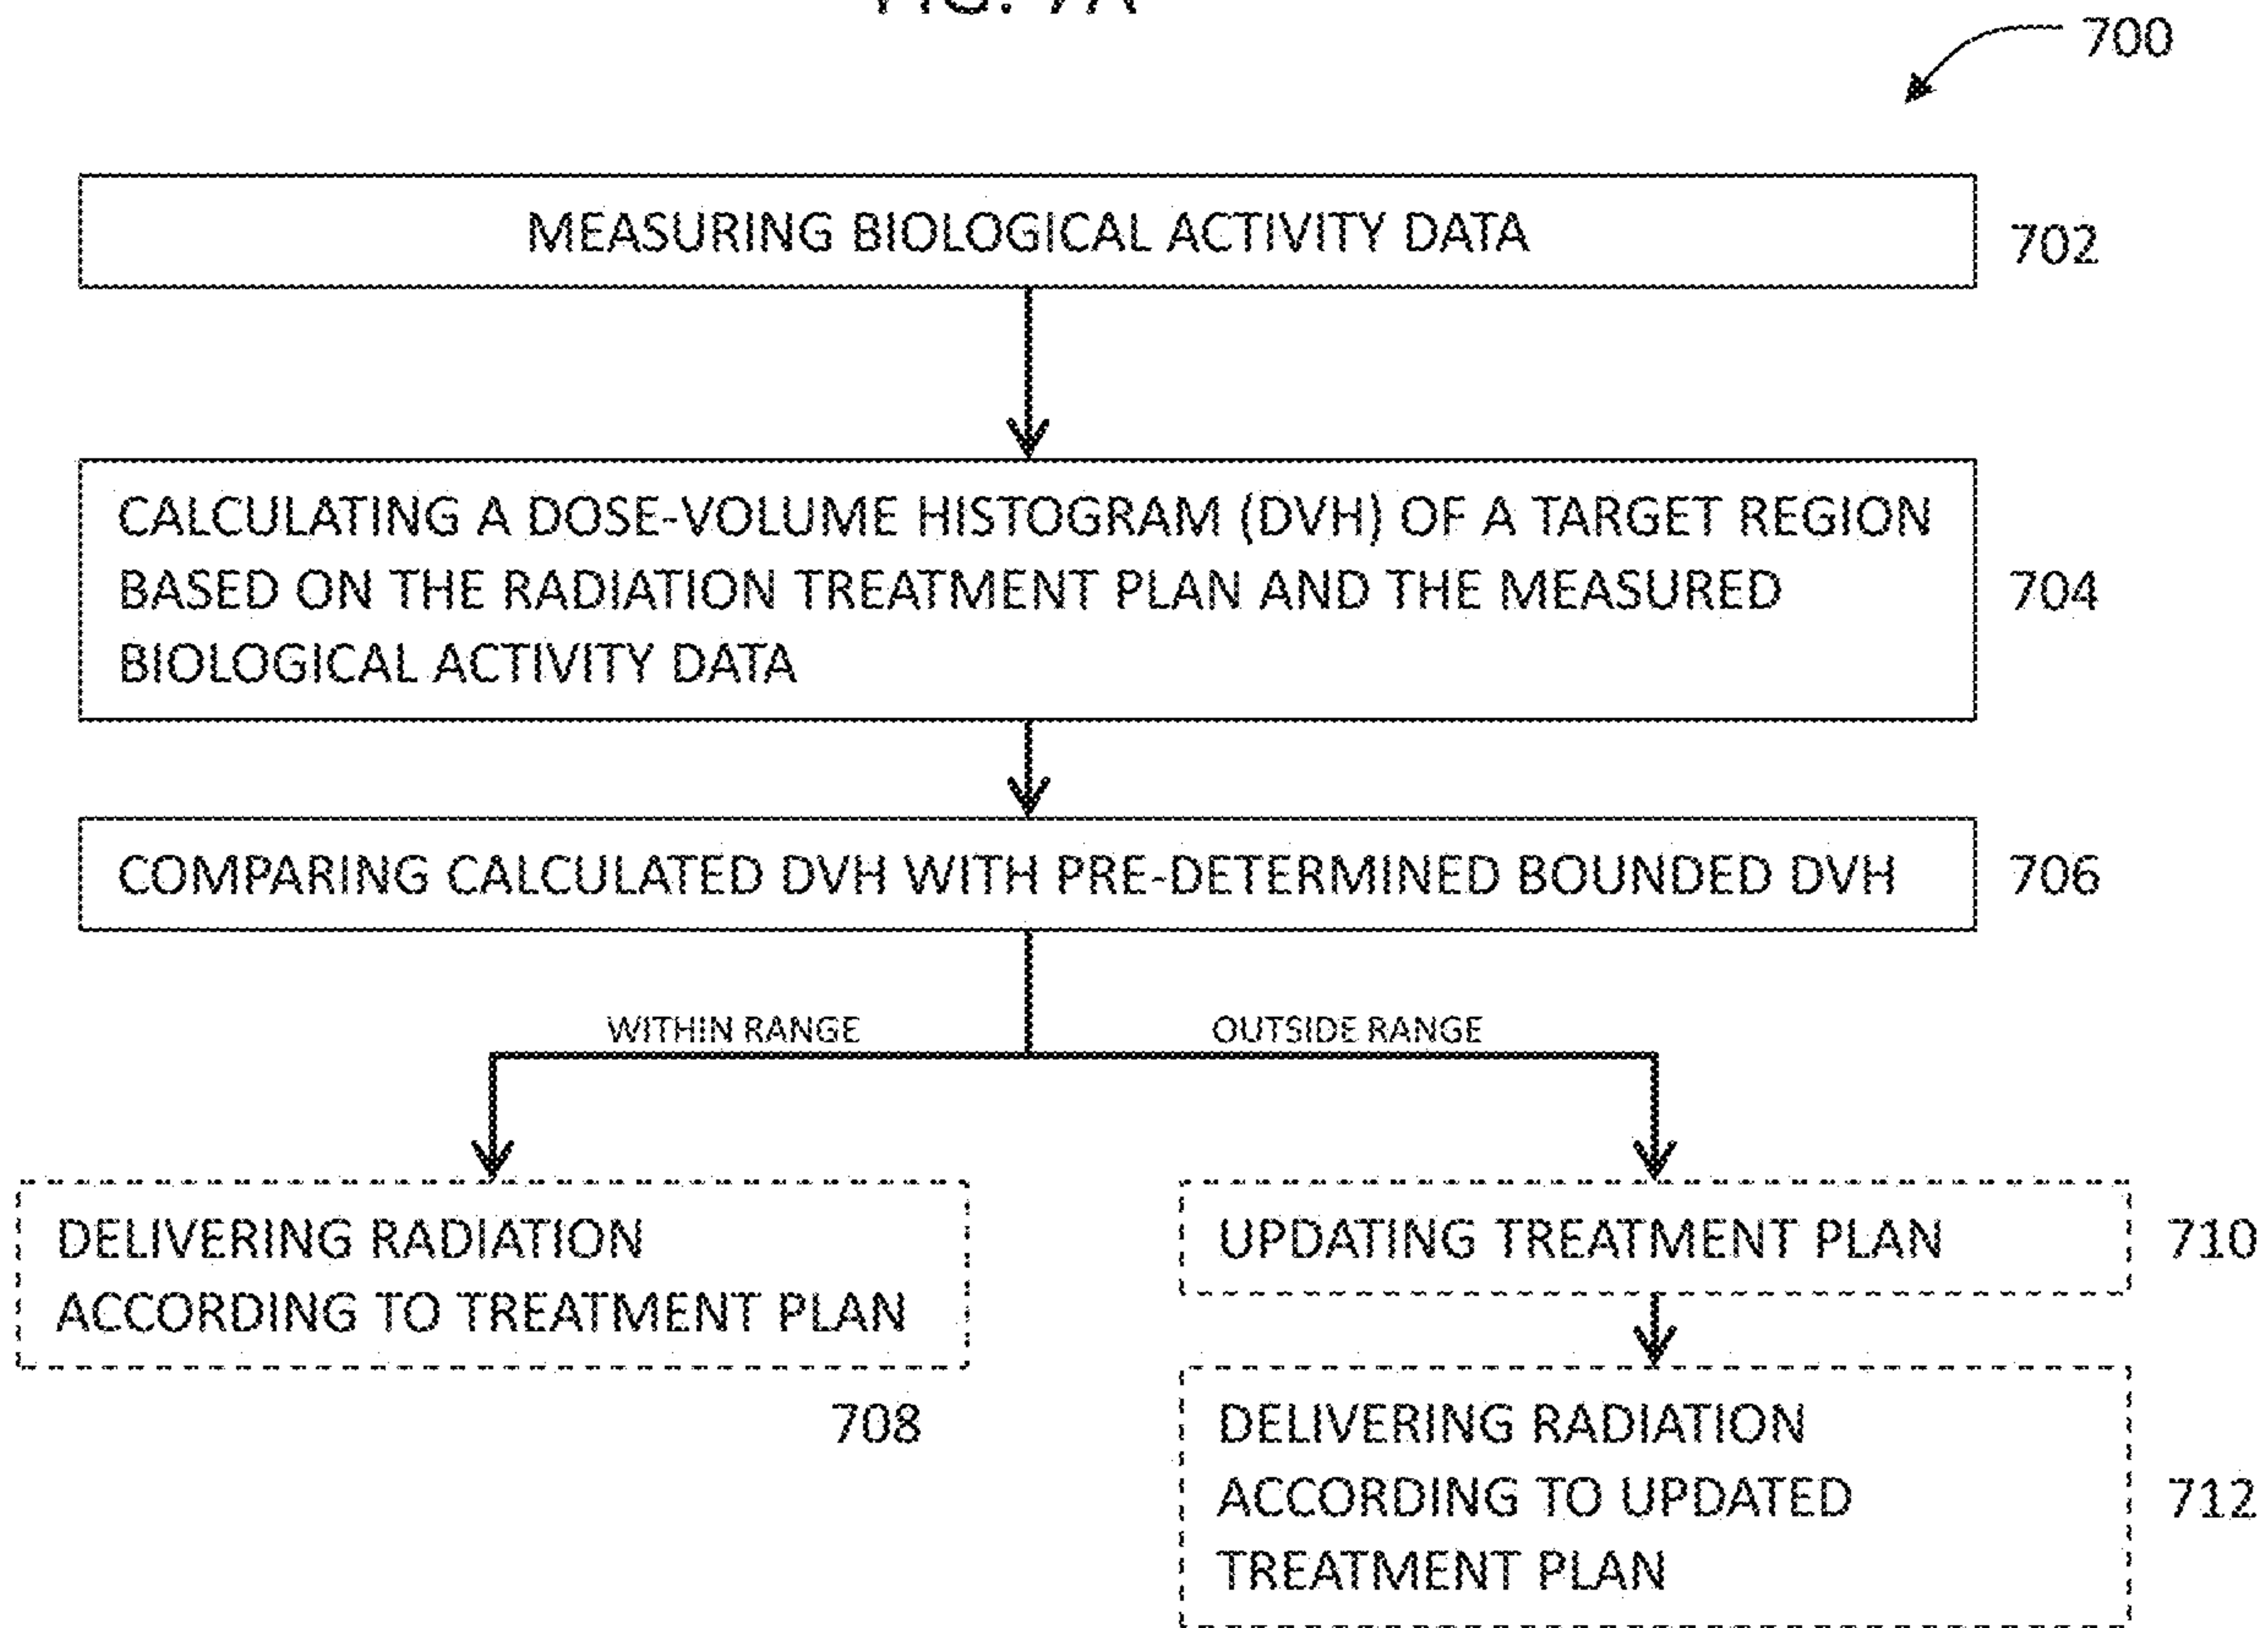 FIG. 7A
700
MEASURING BIOLOGICAL ACTIVITY DATA
702
CALCULATING A DOSE-VOLUME HISTOGRAM (DVH) OF A TARGET REGION
BASED ON THE RADIATION TREATMENT PLAN AND THE MEASURED
BIOLOGICAL ACTIVITY DATA
704
COMPARING CALCULATED DVH WITH PRE-DETERMINED BOUNDED DVH
706
WITHIN RANGE
OUTSIDE RANGE
DELIVERING RADIATION
ACCORDING TO TREATMENT PLAN
708
UPDATING TREATMENT PLAN
710
DELIVERING RADIATION
ACCORDING TO UPDATED
TREATMENT PLAN
712